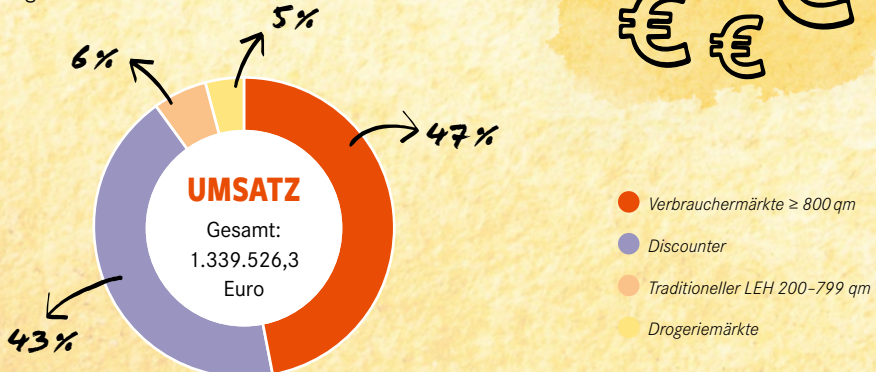 5%
6%
47%
UMSATZ
Gesamt:
1.339.526,3
Euro
43%
Verbrauchermärkte ≥ 800 qm
Discounter
Traditioneller LEH 200–799 qm
Drogeriemärkte